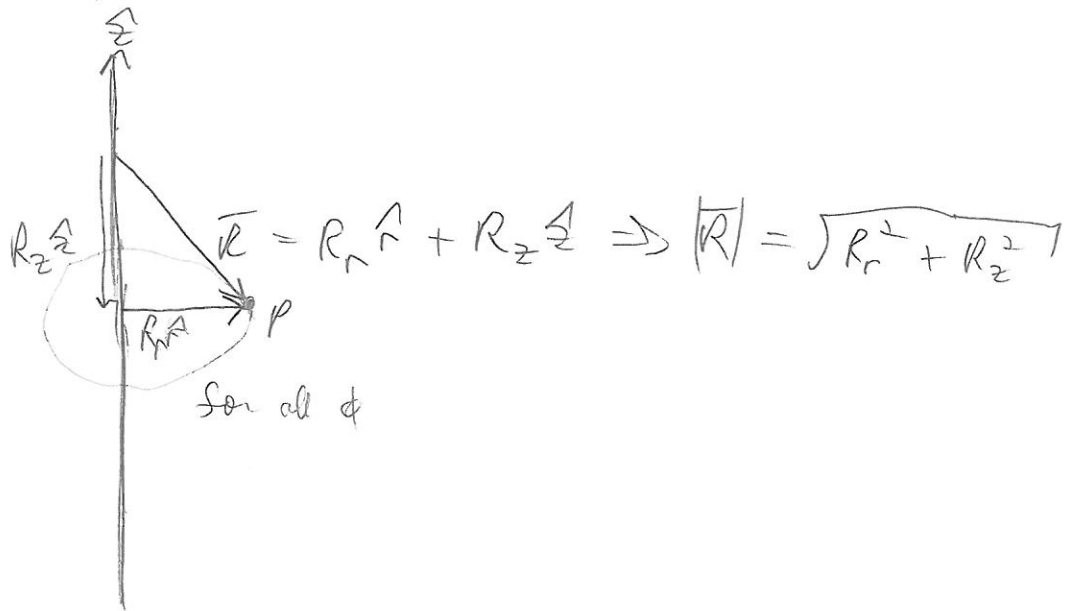 ẑ
R_z ẑ
R̅ = R_r r̂ + R_z ẑ ⇒ |R̅| = √(R_r² + R_z²)
R_r r̂
P
for all ϕ